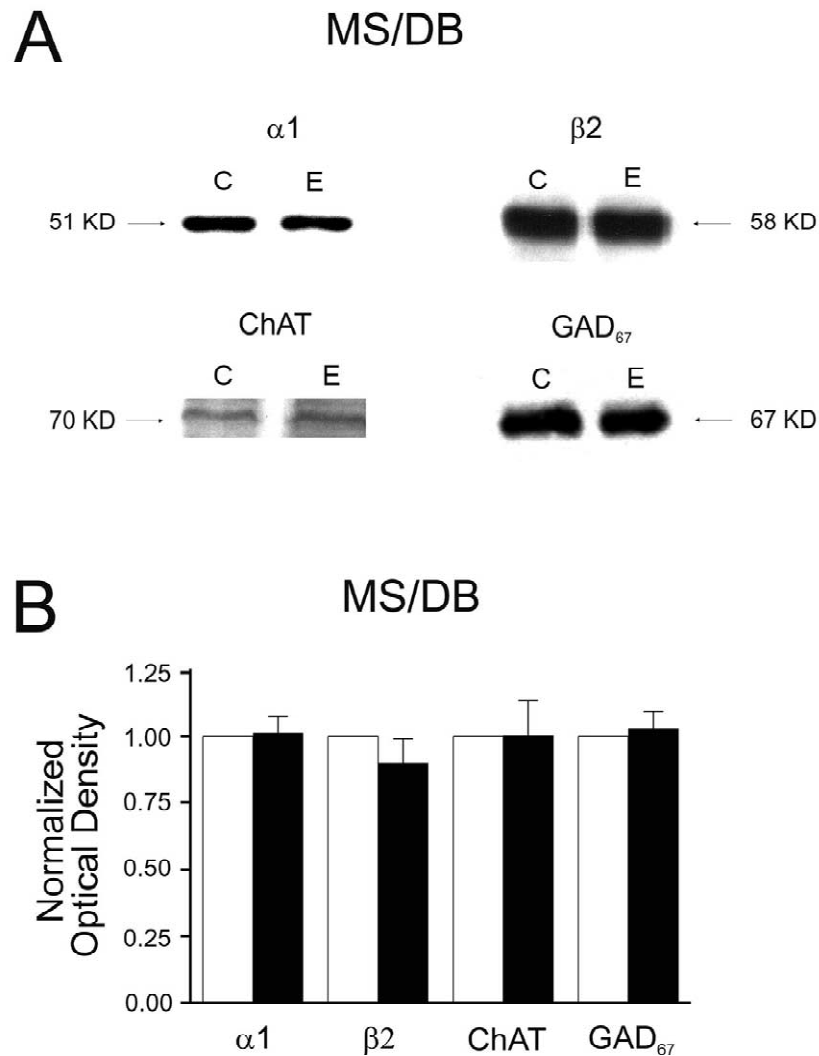 A
MS/DB
α1
β2
C E
C E
51 KD
58 KD
ChAT
GAD₆₇
C E
C E
70 KD
67 KD
B
MS/DB
Normalized
Optical Density
1.25
1.00
0.75
0.50
0.25
0.00
α1 β2 ChAT GAD₆₇